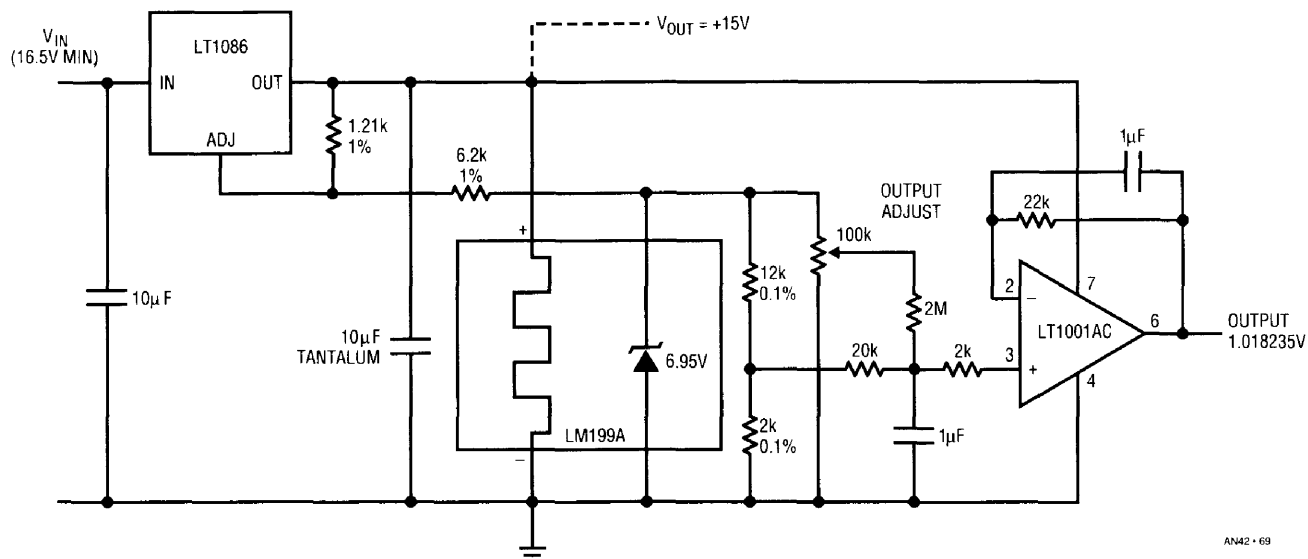 V_OUT = +15V
V_IN
(16.5V MIN)
LT1086
IN
OUT
ADJ
1.21k
1%
6.2k
1%
1µF
OUTPUT
ADJUST
22k
100k
+
12k
0.1%
2
–
7
10µF
2M
LT1001AC
6
OUTPUT
1.018235V
10µF
TANTALUM
6.95V
20k
2k
3
+
4
2k
0.1%
1µF
LM199A
–
AN42 • 69